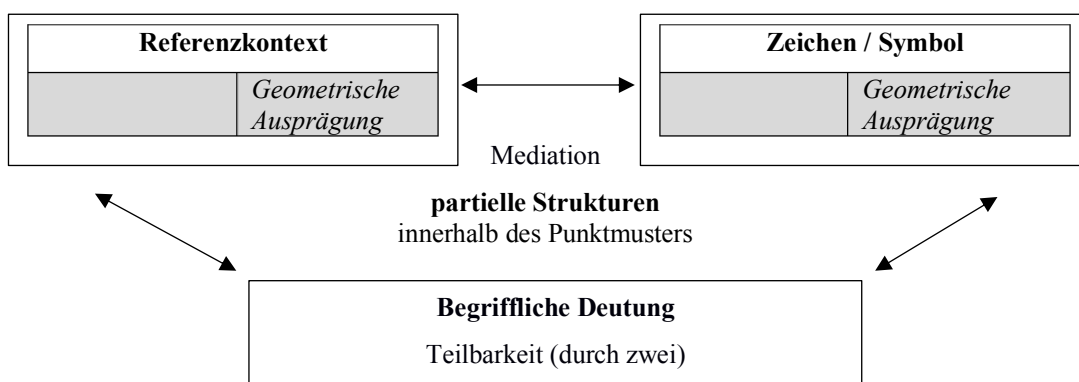 Referenzkontext
Geometrische
Ausprägung
Zeichen / Symbol
Geometrische
Ausprägung
Mediation
partielle Strukturen
innerhalb des Punktmusters
Begriffliche Deutung
Teilbarkeit (durch zwei)